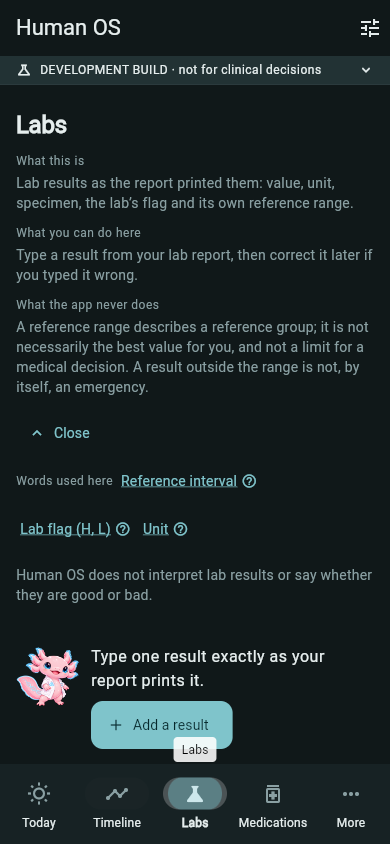 Human OS
DEVELOPMENT BUILD · not for clinical decisions
Labs
What this is
Lab results as the report printed them: value, unit,
specimen, the lab’s flag and its own reference range.
What you can do here
Type a result from your lab report, then correct it later if
you typed it wrong.
What the app never does
A reference range describes a reference group; it is not
necessarily the best value for you, and not a limit for a
medical decision. A result outside the range is not, by
itself, an emergency.
Close
Words used here Reference interval ?
Lab flag (H, L) ? Unit ?
Human OS does not interpret lab results or say whether
they are good or bad.
Type one result exactly as your
report prints it.
+ Add a result
Labs
Today Timeline Labs Medications More